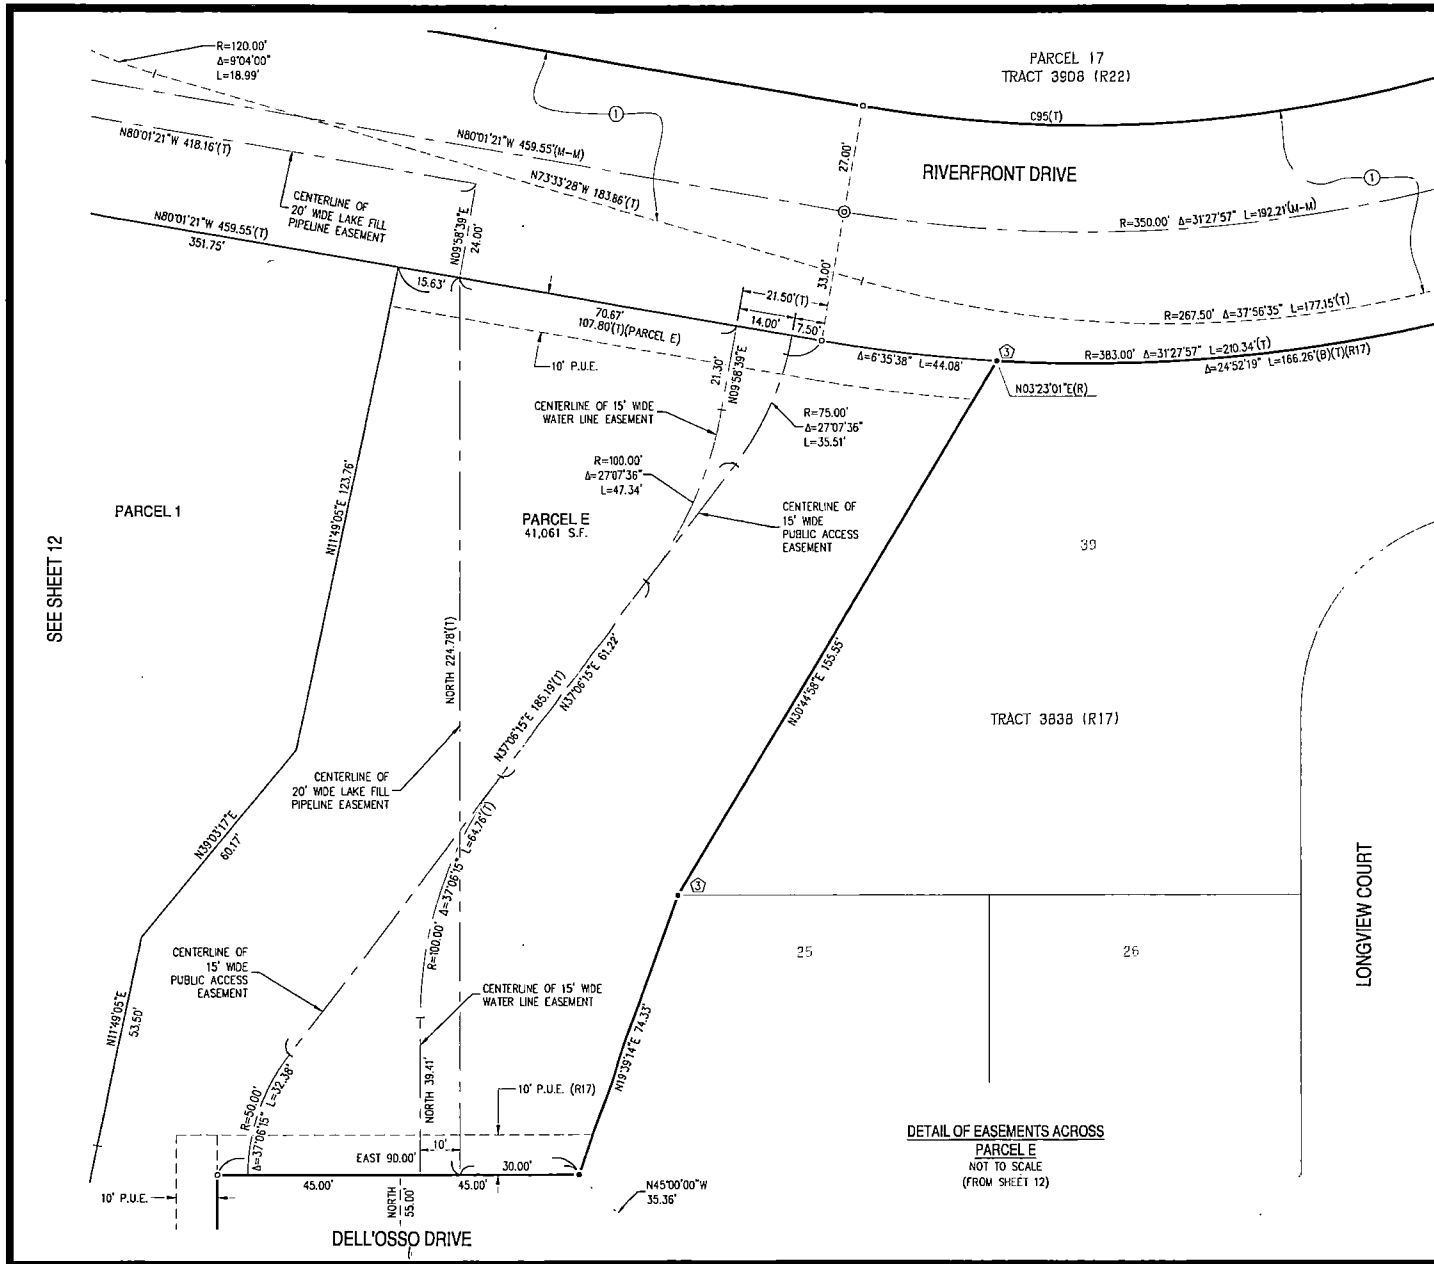 R=120.00'
Δ=9°04'00"
L=18.99'
PARCEL 17
TRACT 3908 (R22)
1
C95(T)
N80°01'21"W 459.55'(M-M)
N80°01'21"W 418.16'(T)
N73°33'28"W 183.86'(T)
27.00'
RIVERFRONT DRIVE
1
CENTERLINE OF
20' WIDE LAKE FILL
PIPELINE EASEMENT
N09°58'39"E
24.00'
R=350.00' Δ=31°27'57" L=192.21'(M-M)
N80°01'21"W 459.55'(T)
351.75'
33.00'
15.63'
21.50'(T)
14.00'
7.50'
70.67'
107.80'(T)(PARCEL E)
R=267.50' Δ=37°56'35" L=177.15'(T)
10' P.U.E.
21.30'
N09°58'39"E
Δ=6°35'38" L=44.08'
3
R=383.00' Δ=31°27'57" L=210.34'(T)
Δ=24°52'19" L=166.26'(B)(T)(R17)
N03°23'01"E(R)
CENTERLINE OF 15' WIDE
WATER LINE EASEMENT
R=75.00'
Δ=27°07'36"
L=35.51'
R=100.00'
Δ=27°07'36"
L=47.34'
N11°49'05"E 123.76'
PARCEL 1
PARCEL E
41,061 S.F.
CENTERLINE OF
15' WIDE
PUBLIC ACCESS
EASEMENT
39
SEE SHEET 12
NORTH 224.78'(T)
N37°06'15"E 185.19'(T)
N37°06'15"E 61.22'
N30°44'58"E 155.55'
TRACT 3838 (R17)
CENTERLINE OF
20' WIDE LAKE FILL
PIPELINE EASEMENT
N39°03'17"E
60.17'
R=100.00' Δ=37°06'15" L=64.76'(T)
3
LONGVIEW COURT
25
26
CENTERLINE OF
15' WIDE
PUBLIC ACCESS
EASEMENT
CENTERLINE OF 15' WIDE
WATER LINE EASEMENT
N11°49'05"E
53.50'
N19°39'14"E 74.33'
R=50.00'
Δ=37°06'15" L=32.38'
NORTH 39.41'
10' P.U.E. (R17)
10'
EAST 90.00'
30.00'
45.00'
45.00'
10' P.U.E.
NORTH
55.00'
N45°00'00"W
35.36'
DELL'OSSO DRIVE
DETAIL OF EASEMENTS ACROSS
PARCEL E
NOT TO SCALE
(FROM SHEET 12)